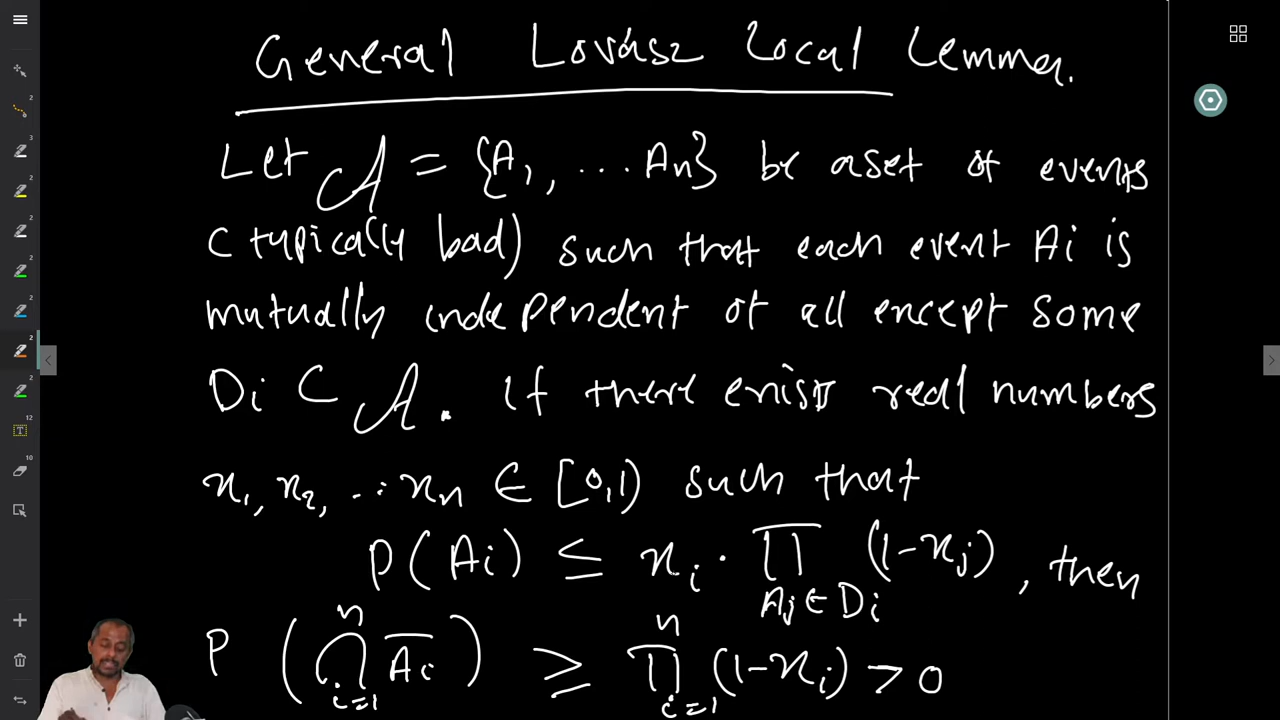 General Lovász Local Lemma.
Let 𝒜 = {A₁, ... An} be a set of events
(typically bad) such that each event Ai is
mutually independent of all except some
Di ⊂ 𝒜. If there exists real numbers
x₁, x₂, ... xn ∈ [0,1) such that
P(Ai) ≤ xi · ∏_{Aj ∈ Di} (1-xj), then
P(⋂_{i=1}^{n} A̅i) ≥ ∏_{i=1}^{n} (1-xi) > 0